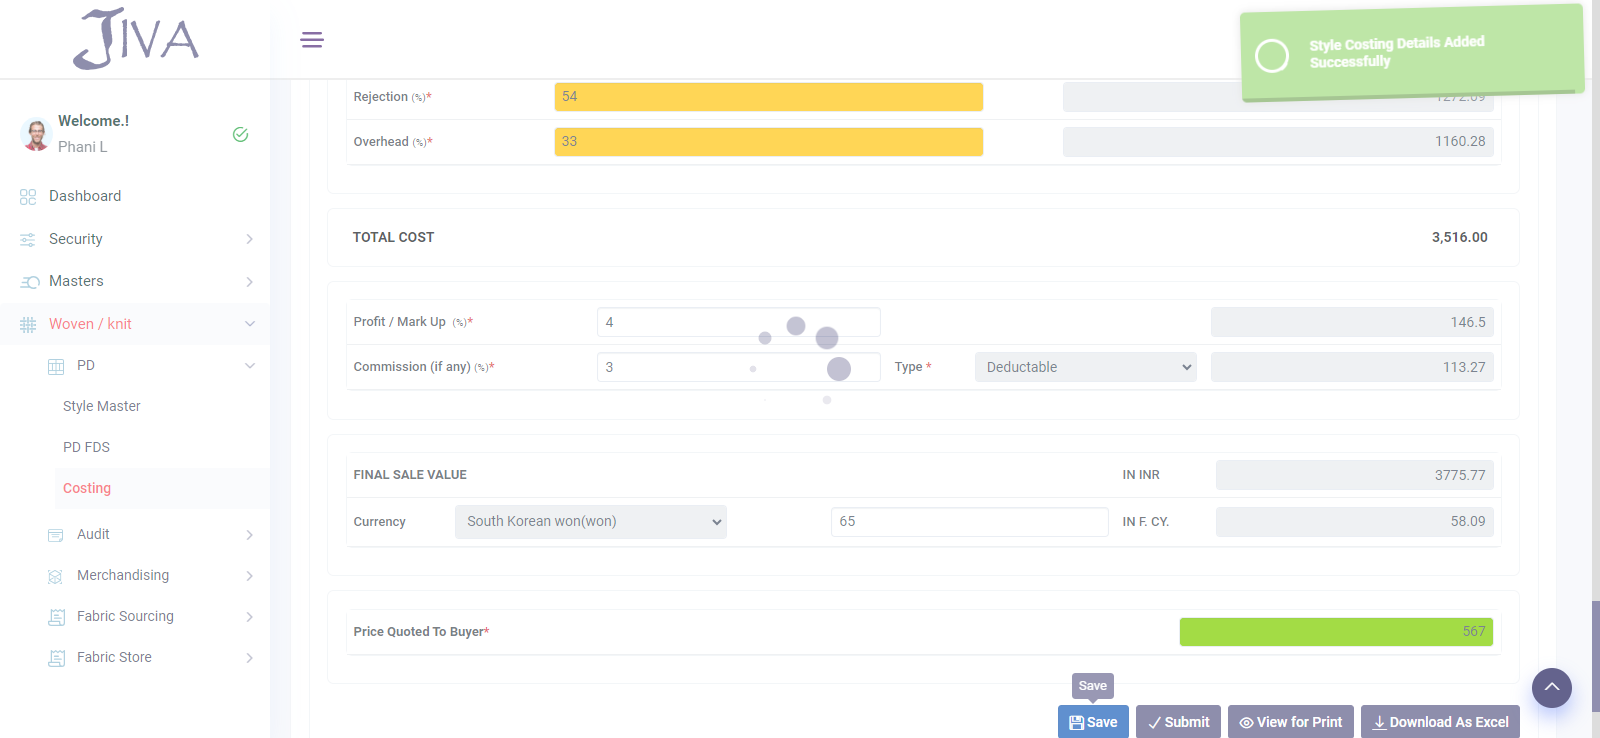 JIVA
Style Costing Details Added
Successfully
Welcome.!
Phani L
Dashboard
Security
Masters
Woven / knit
PD
Style Master
PD FDS
Costing
Audit
Merchandising
Fabric Sourcing
Fabric Store
Rejection (%)* 54 1272.09
Overhead (%)* 33 1160.28
TOTAL COST 3,516.00
Profit / Mark Up (%)* 4 146.5
Commission (if any) (%)* 3 Type * Deductable 113.27
FINAL SALE VALUE IN INR 3775.77
Currency South Korean won(won) 65 IN F. CY. 58.09
Price Quoted To Buyer* 567
Save
Save Submit View for Print Download As Excel